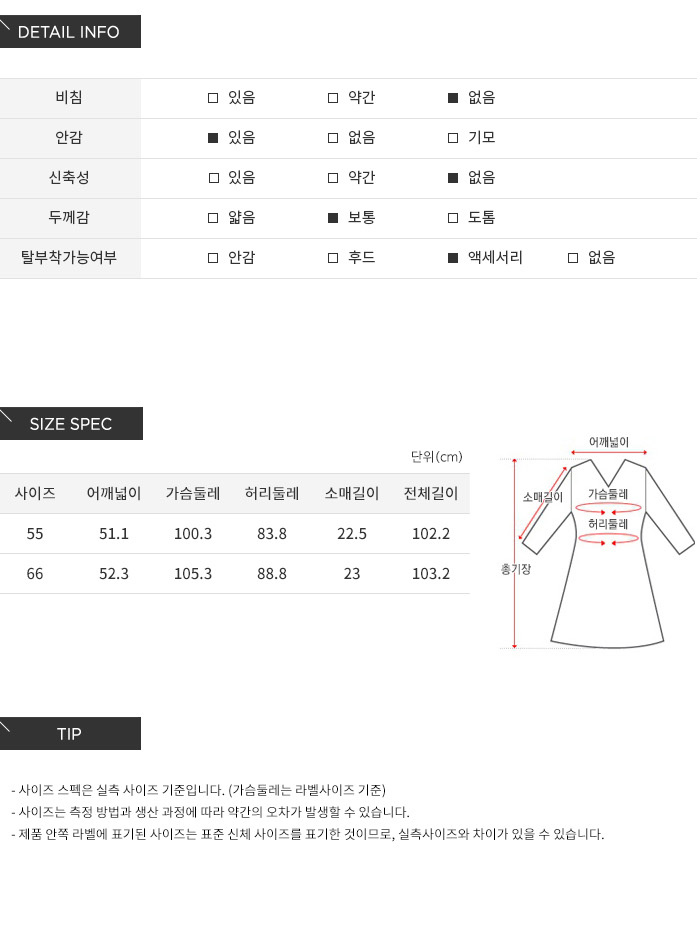 DETAIL INFO
비침 □ 있음 □ 약간 ■ 없음
안감 ■ 있음 □ 없음 □ 기모
신축성 □ 있음 □ 약간 ■ 없음
두께감 □ 얇음 ■ 보통 □ 도톰
탈부착가능여부 □ 안감 □ 후드 ■ 액세서리 □ 없음
SIZE SPEC
단위(cm)
사이즈 어깨넓이 가슴둘레 허리둘레 소매길이 전체길이
55 51.1 100.3 83.8 22.5 102.2
66 52.3 105.3 88.8 23 103.2
어깨넓이
소매길이
가슴둘레
허리둘레
총기장
TIP
- 사이즈 스펙은 실측 사이즈 기준입니다. (가슴둘레는 라벨사이즈 기준)
- 사이즈는 측정 방법과 생산 과정에 따라 약간의 오차가 발생할 수 있습니다.
- 제품 안쪽 라벨에 표기된 사이즈는 표준 신체 사이즈를 표기한 것이므로, 실측사이즈와 차이가 있을 수 있습니다.